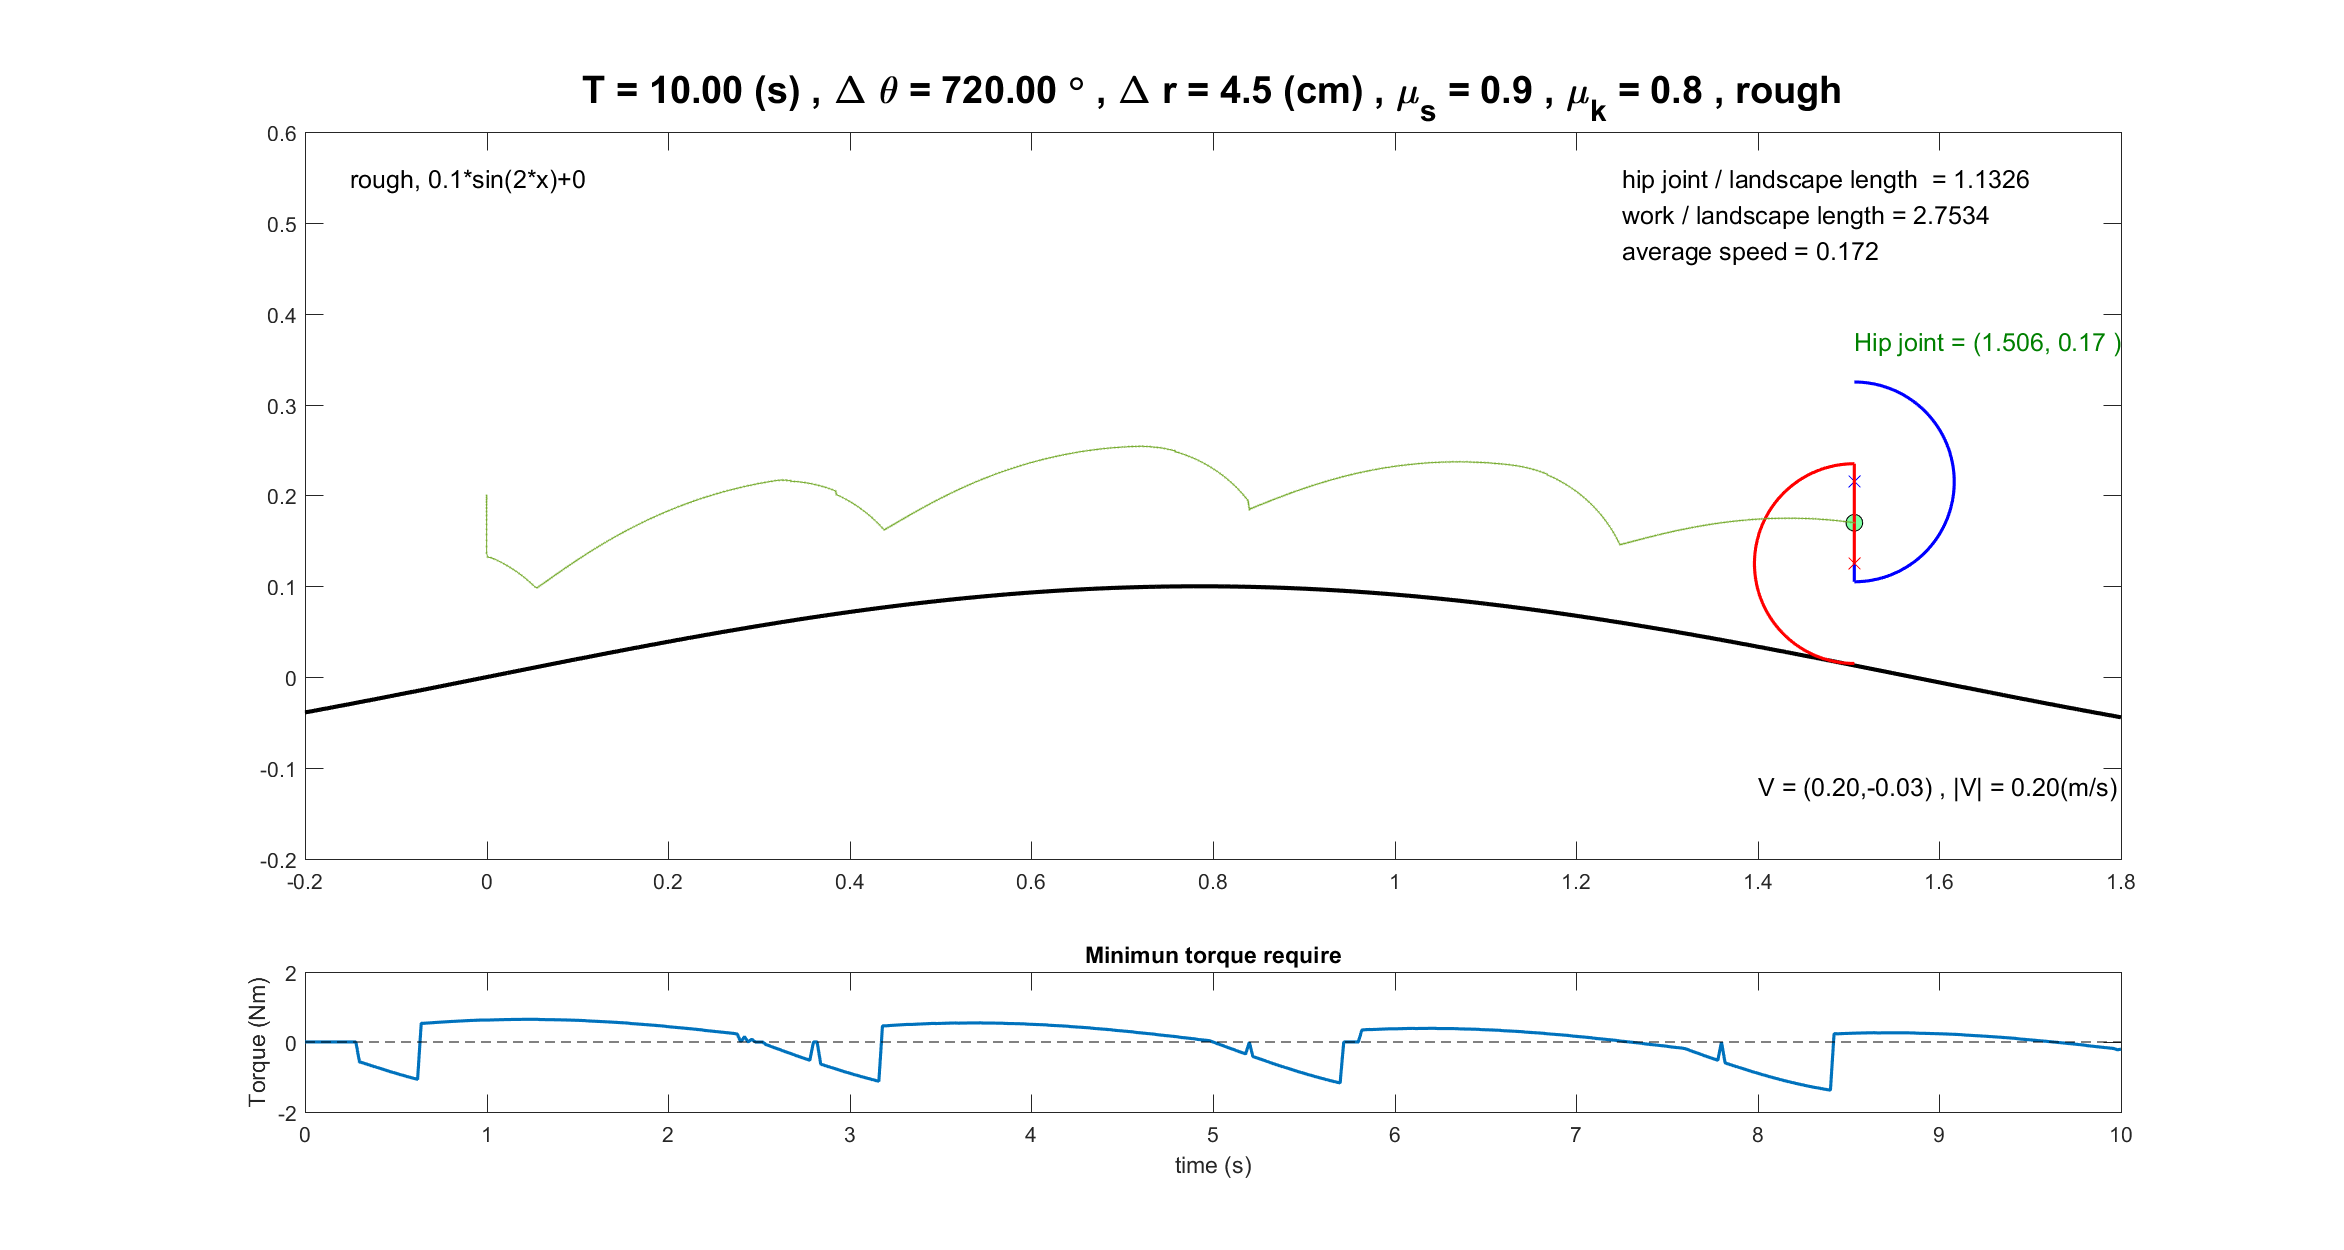 T = 10.00 (s) , Δ θ = 720.00 ° , Δ r = 4.5 (cm) , μs = 0.9 , μk = 0.8 , rough
0.6
rough, 0.1*sin(2*x)+0
hip joint / landscape length  = 1.1326
work / landscape length = 2.7534
average speed = 0.172
0.5
0.4
Hip joint = (1.506, 0.17 )
0.3
0.2
0.1
0
-0.1
V = (0.20,-0.03) , |V| = 0.20(m/s)
-0.2
-0.2 0 0.2 0.4 0.6 0.8 1 1.2 1.4 1.6 1.8
Minimun torque require
Torque (Nm)
2
0
-2
0 1 2 3 4 5 6 7 8 9 10
time (s)